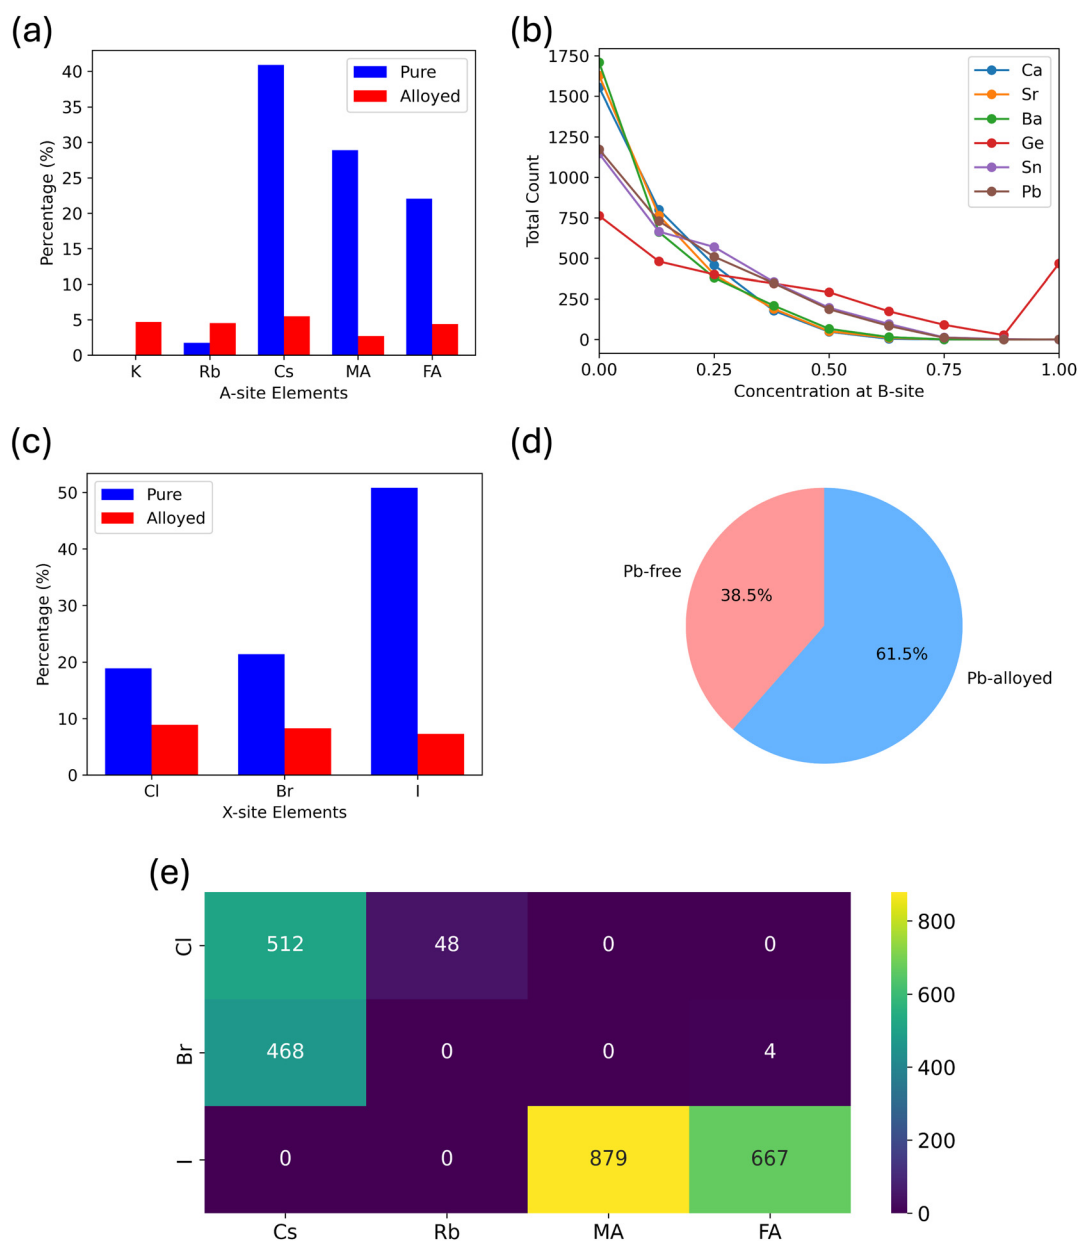 (a)
40
35
30
25
20
15
10
5
0
Percentage (%)
Pure
Alloyed
K Rb Cs MA FA
A-site Elements
(b)
1750
1500
1250
1000
750
500
250
0
Total Count
Ca
Sr
Ba
Ge
Sn
Pb
0.00 0.25 0.50 0.75 1.00
Concentration at B-site
(c)
50
40
30
20
10
0
Percentage (%)
Pure
Alloyed
Cl Br I
X-site Elements
(d)
Pb-free
38.5%
61.5%
Pb-alloyed
(e)
Cl 512 48 0 0
Br 468 0 0 4
I 0 0 879 667
Cs Rb MA FA
800
600
400
200
0